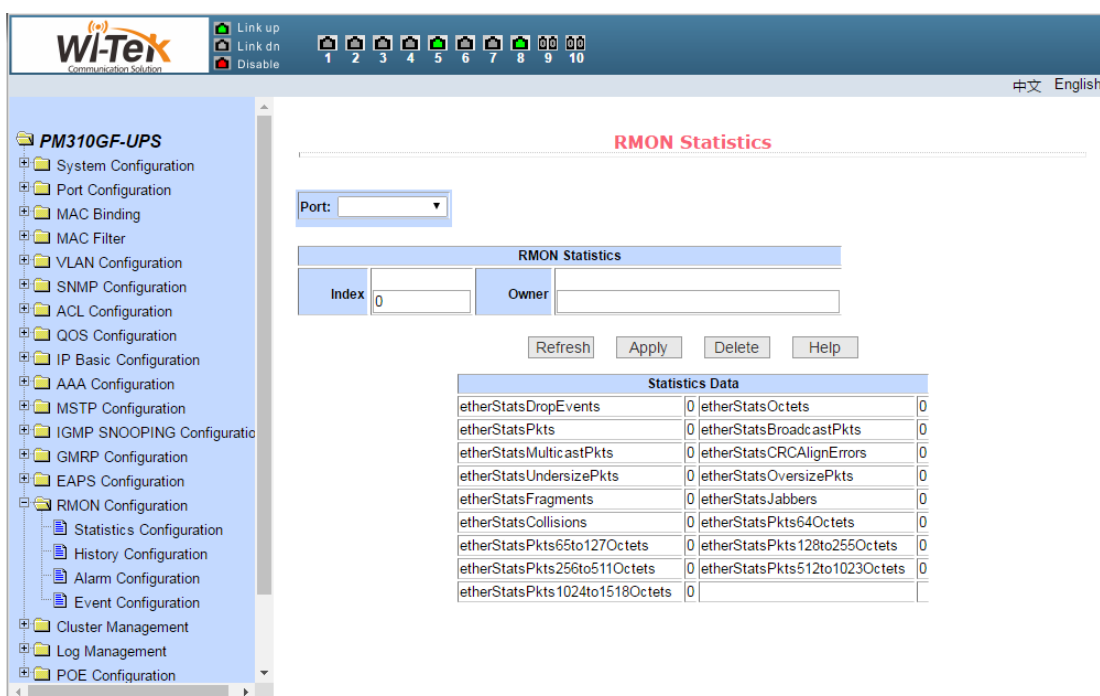 Wi-Tek
Communication Solution
Link up
Link dn
Disable
1 2 3 4 5 6 7 8 9 10
中文 English
PM310GF-UPS
System Configuration
Port Configuration
MAC Binding
MAC Filter
VLAN Configuration
SNMP Configuration
ACL Configuration
QOS Configuration
IP Basic Configuration
AAA Configuration
MSTP Configuration
IGMP SNOOPING Configuratio
GMRP Configuration
EAPS Configuration
RMON Configuration
Statistics Configuration
History Configuration
Alarm Configuration
Event Configuration
Cluster Management
Log Management
POE Configuration
RMON Statistics
Port:
RMON Statistics
Index 0 Owner
Refresh Apply Delete Help
Statistics Data
etherStatsDropEvents 0 etherStatsOctets 0
etherStatsPkts 0 etherStatsBroadcastPkts 0
etherStatsMulticastPkts 0 etherStatsCRCAlignErrors 0
etherStatsUndersizePkts 0 etherStatsOversizePkts 0
etherStatsFragments 0 etherStatsJabbers 0
etherStatsCollisions 0 etherStatsPkts64Octets 0
etherStatsPkts65to127Octets 0 etherStatsPkts128to255Octets 0
etherStatsPkts256to511Octets 0 etherStatsPkts512to1023Octets 0
etherStatsPkts1024to1518Octets 0